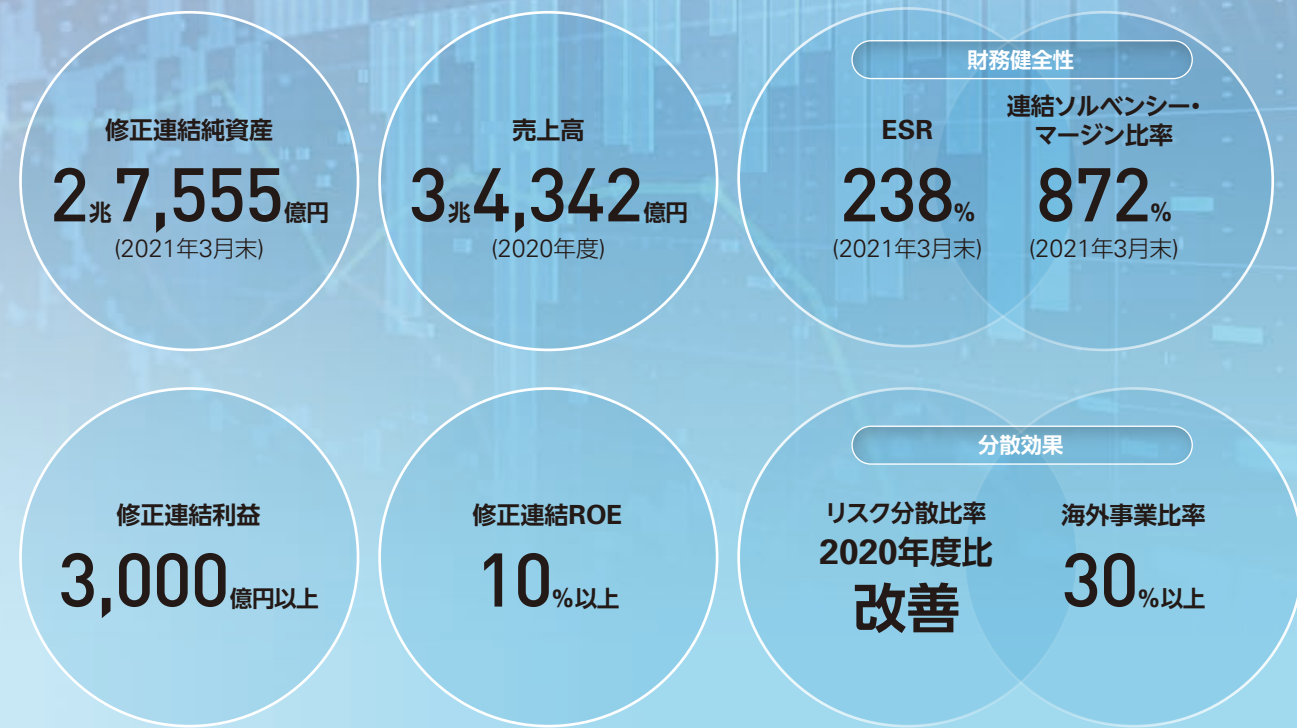 修正連結純資産
2兆7,555億円
(2021年3月末)
売上高
3兆4,342億円
(2020年度)
財務健全性
ESR
238%
(2021年3月末)
連結ソルベンシー・
マージン比率
872%
(2021年3月末)
修正連結利益
3,000億円以上
修正連結ROE
10%以上
分散効果
リスク分散比率
2020年度比
改善
海外事業比率
30%以上